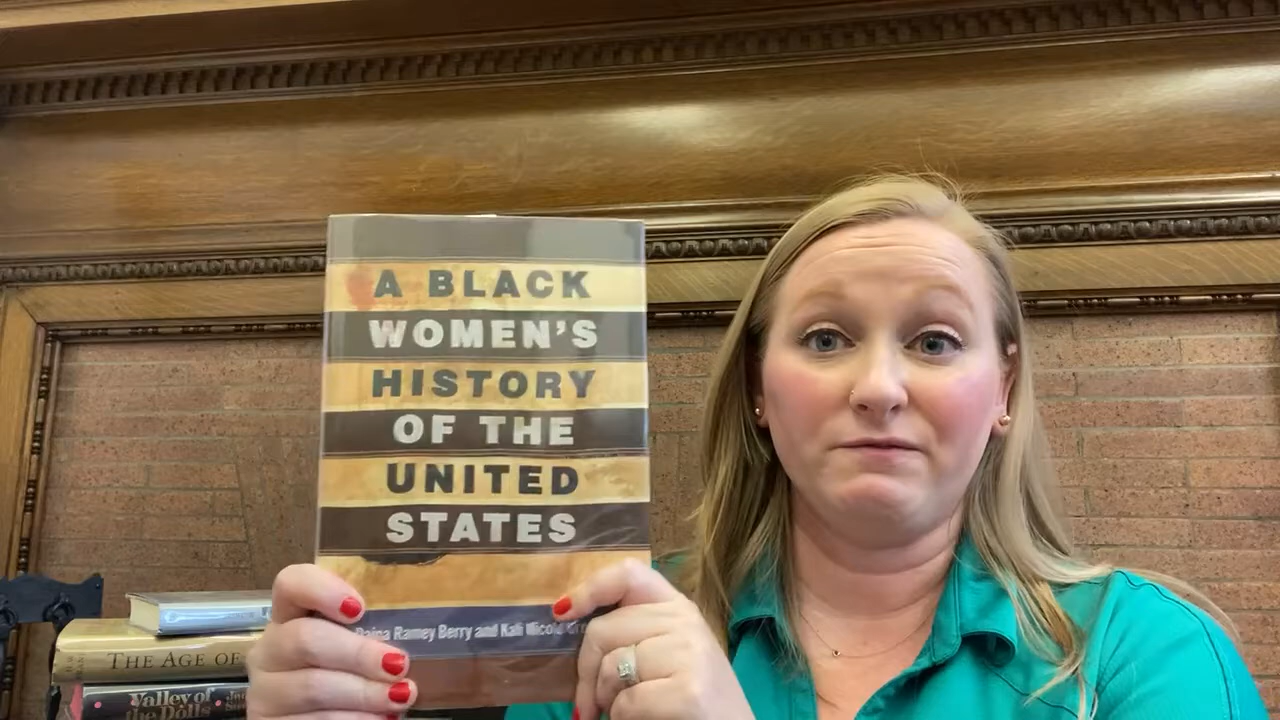 A BLACK
WOMEN'S
HISTORY
OF THE
UNITED
STATES
Daina Ramey Berry and Kali Nicole
THE AGE OF
Valley of
the Dolls